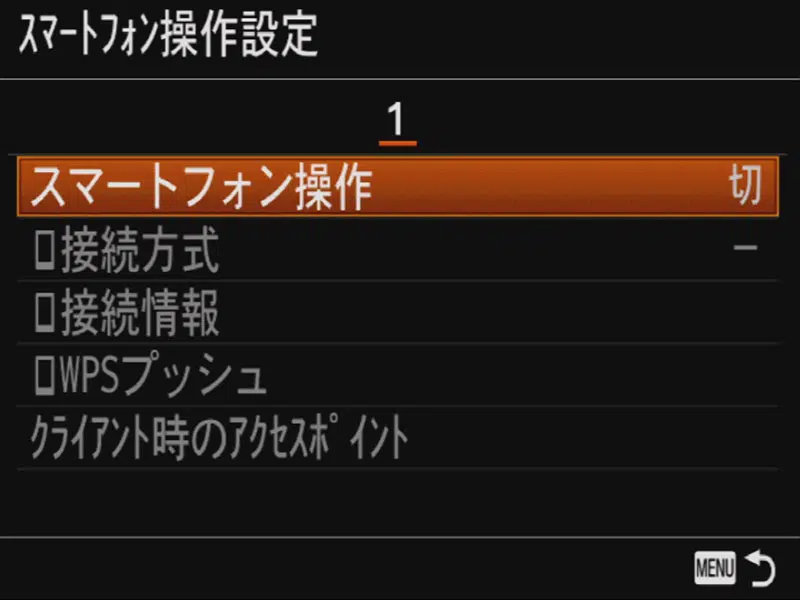 スマートフォン操作設定
1
スマートフォン操作 切
接続方式 －
接続情報
WPSプッシュ
クライアント時のアクセスポイント
MENU